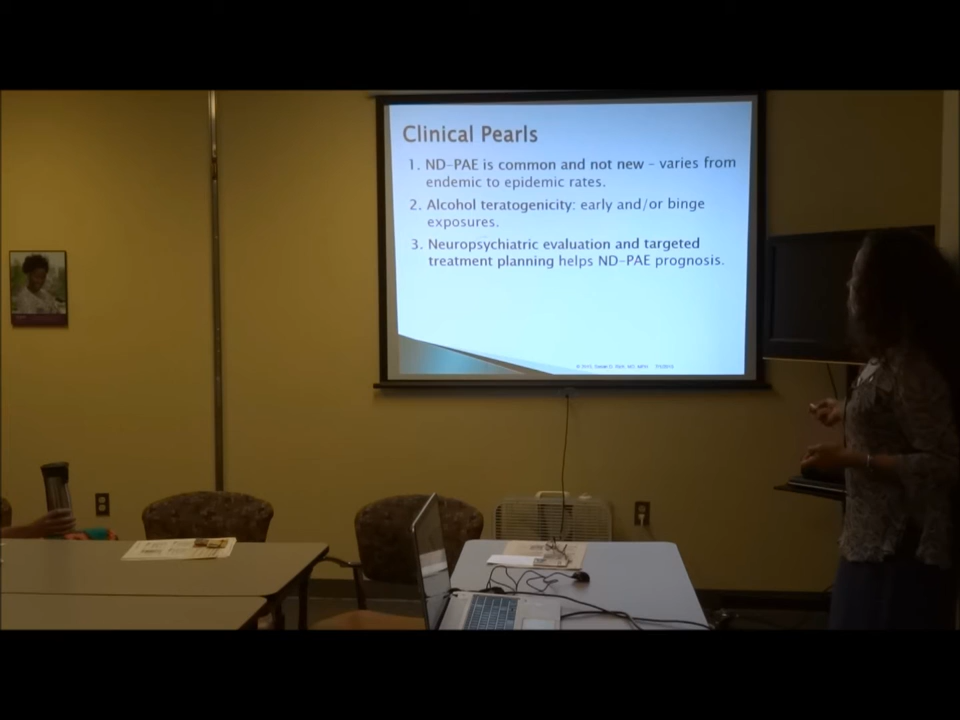 Clinical Pearls
1. ND-PAE is common and not new – varies from
endemic to epidemic rates.
2. Alcohol teratogenicity: early and/or binge
exposures.
3. Neuropsychiatric evaluation and targeted
treatment planning helps ND-PAE prognosis.